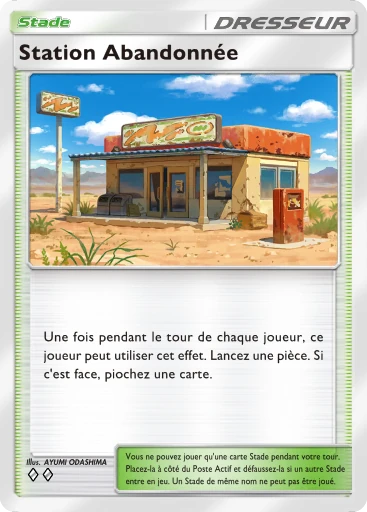 Stade
DRESSEUR
Station Abandonnée
Une fois pendant le tour de chaque joueur, ce
joueur peut utiliser cet effet. Lancez une pièce. Si
c'est face, piochez une carte.
Illus. AYUMI ODASHIMA
Vous ne pouvez jouer qu'une carte Stade pendant votre tour.
Placez-la à côté du Poste Actif et défaussez-la si un autre Stade
entre en jeu. Un Stade de même nom ne peut pas être joué.